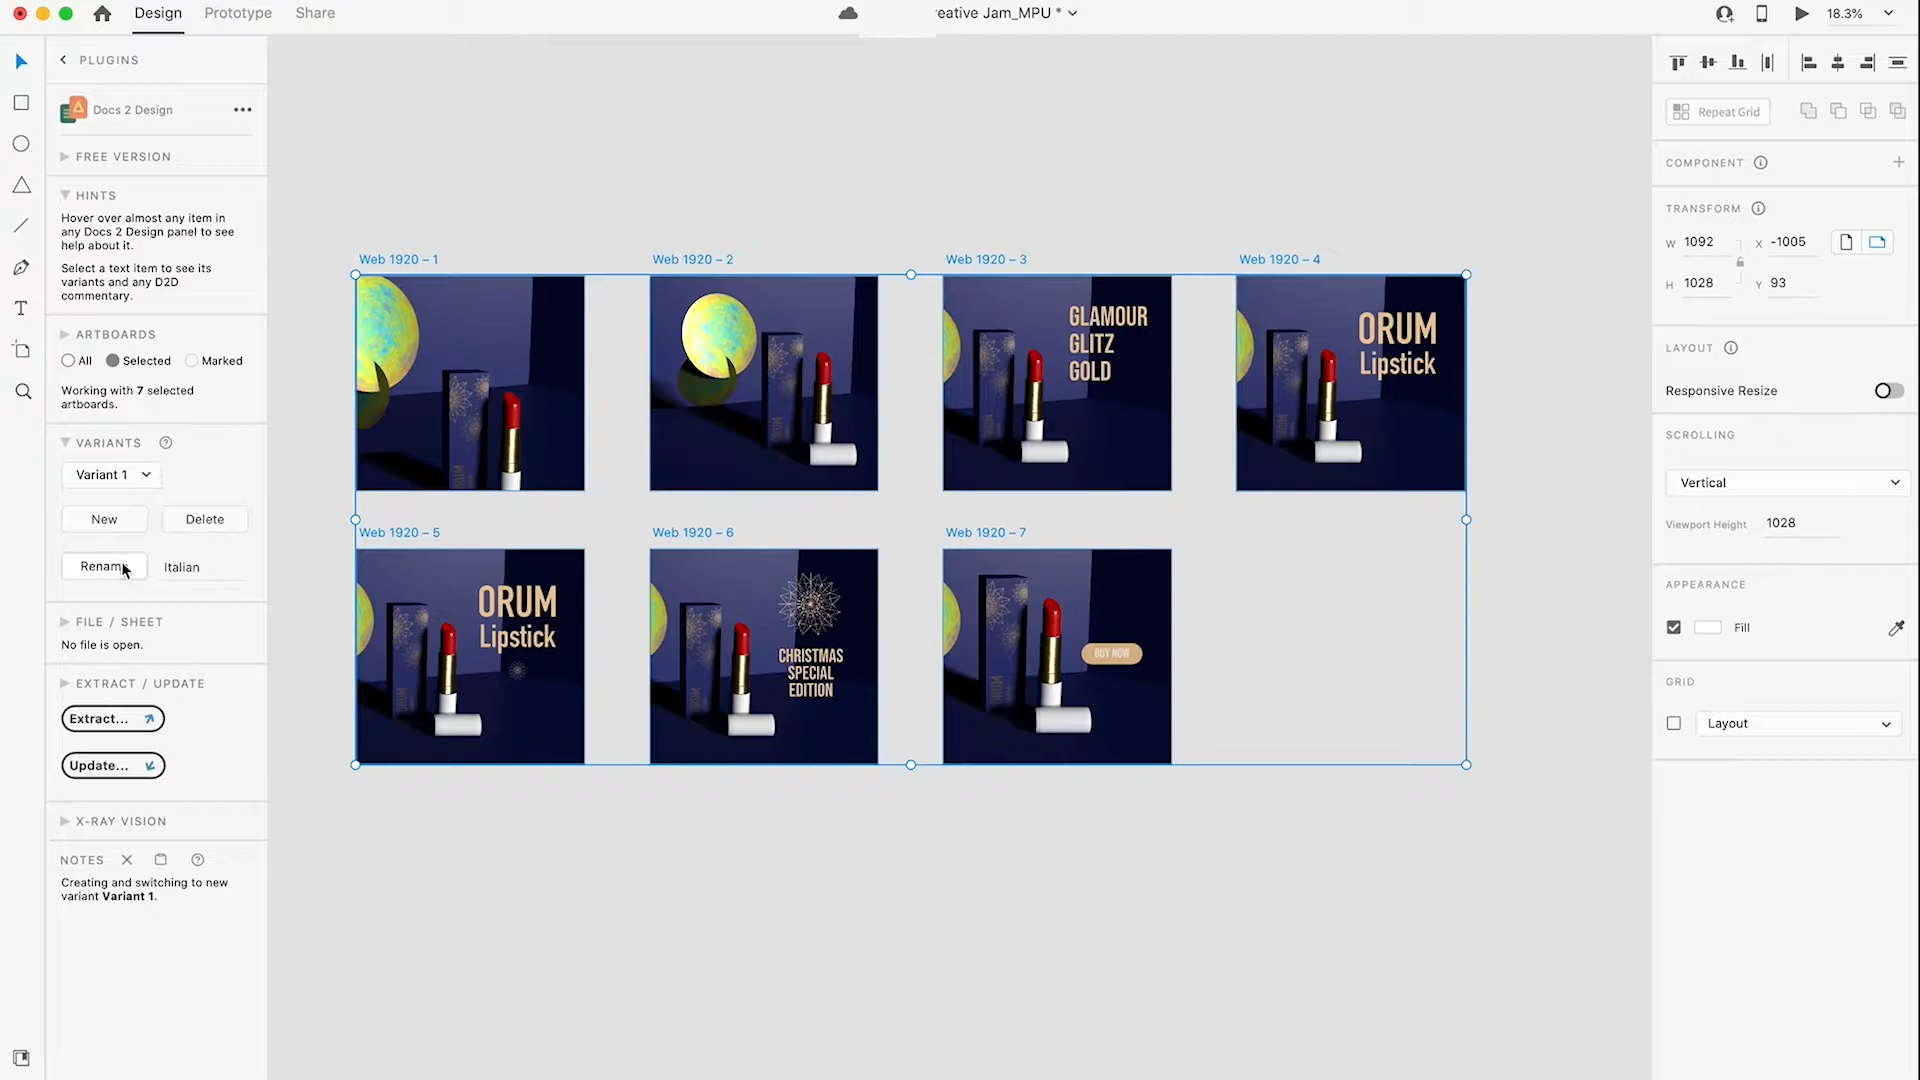 Design
Prototype
Share
reative Jam_MPU *
18.3%
PLUGINS
Docs 2 Design
FREE VERSION
HINTS
Hover over almost any item in
any Docs 2 Design panel to see
help about it.
Select a text item to see its
variants and any D2D
commentary.
ARTBOARDS
All
Selected
Marked
Working with 7 selected
artboards.
VARIANTS
Variant 1
New
Delete
Rename
Italian
FILE / SHEET
No file is open.
EXTRACT / UPDATE
Extract...
Update...
X-RAY VISION
NOTES
Creating and switching to new
variant Variant 1.
Web 1920 – 1
Web 1920 – 2
Web 1920 – 3
GLAMOUR
GLITZ
GOLD
Web 1920 – 4
ORUM
Lipstick
Web 1920 – 5
ORUM
Lipstick
Web 1920 – 6
CHRISTMAS
SPECIAL
EDITION
Web 1920 – 7
BUY NOW
Repeat Grid
COMPONENT
TRANSFORM
W 1092
X -1005
H 1028
Y 93
LAYOUT
Responsive Resize
SCROLLING
Vertical
Viewport Height 1028
APPEARANCE
Fill
GRID
Layout